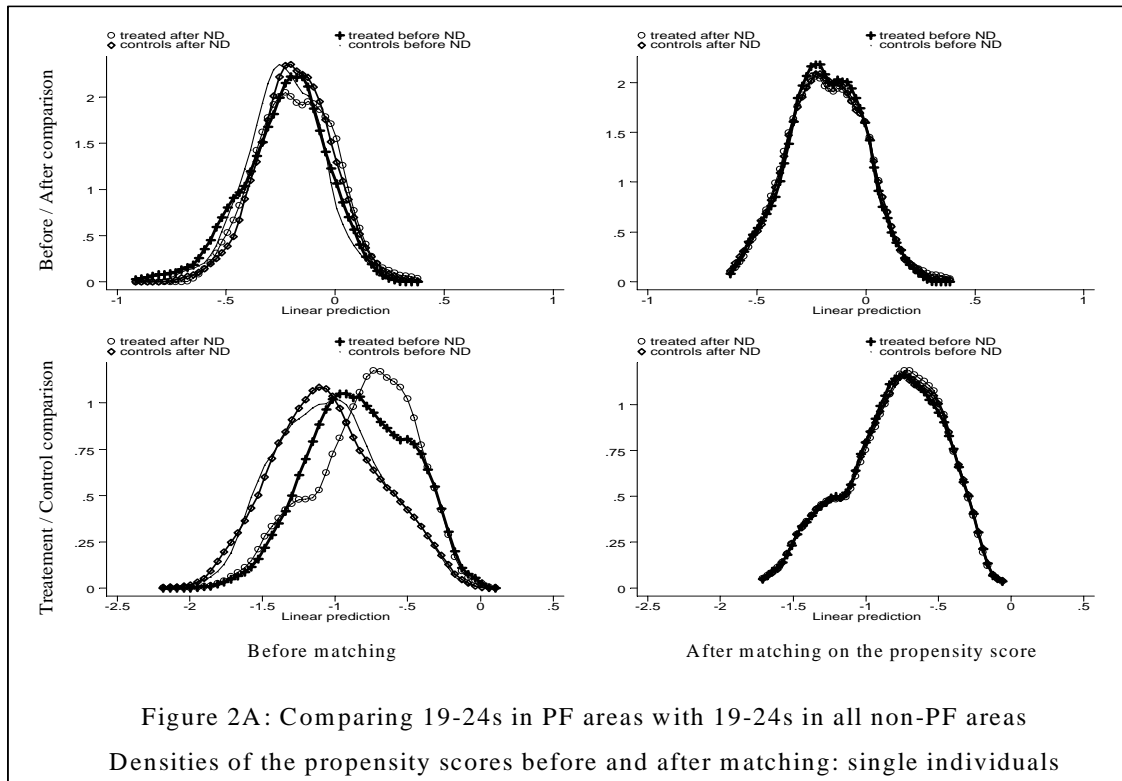 treated after ND treated before ND
controls after ND controls before ND
Before / After comparison
2
1.5
1
.5
0
-1 -.5 0 .5 1
Linear prediction
treated after ND treated before ND
controls after ND controls before ND
2
1.5
1
.5
0
-1 -.5 0 .5 1
Linear prediction
treated after ND treated before ND
controls after ND controls before ND
Treatement / Control comparison
1
.75
.5
.25
0
-2.5 -2 -1.5 -1 -.5 0 .5
Linear prediction
Before matching
treated after ND treated before ND
controls after ND controls before ND
1
.75
.5
.25
0
-2.5 -2 -1.5 -1 -.5 0 .5
Linear prediction
After matching on the propensity score
Figure 2A: Comparing 19-24s in PF areas with 19-24s in all non-PF areas
Densities of the propensity scores before and after matching: single individuals